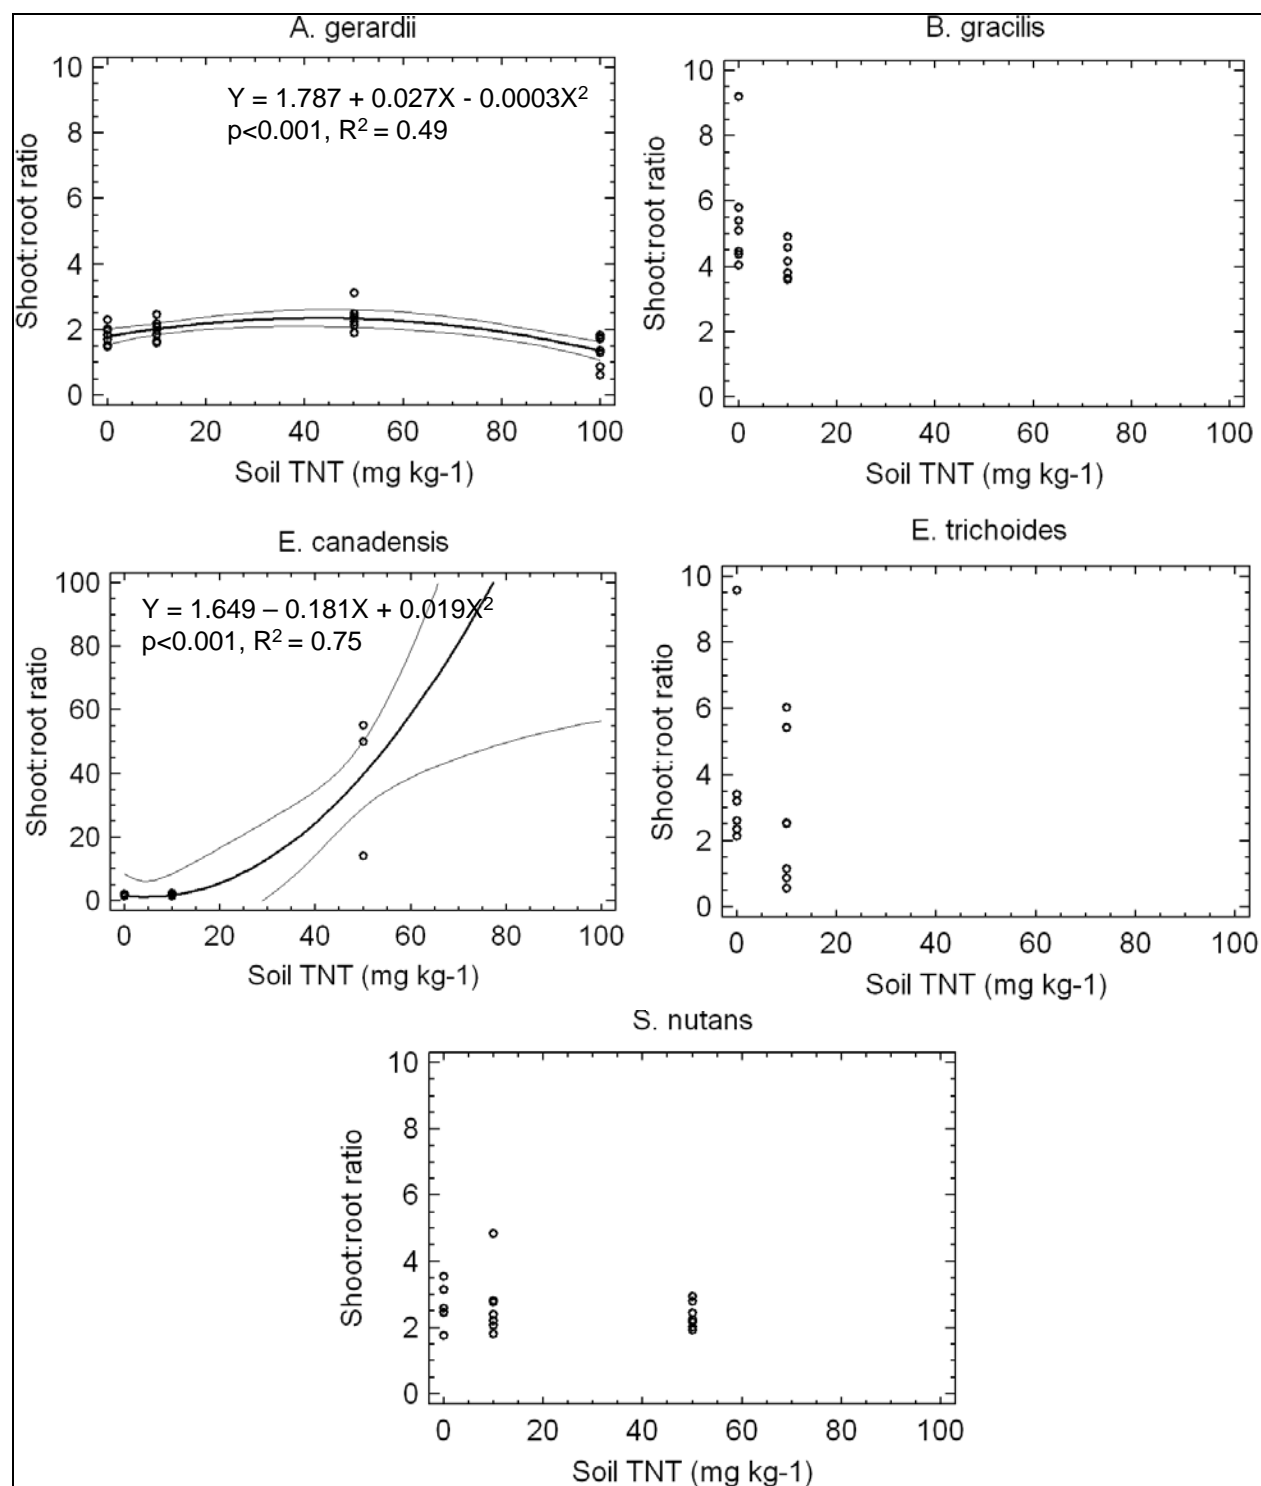 A. gerardii
10
8
6
4
2
0
Shoot:root ratio
Y = 1.787 + 0.027X - 0.0003X²
p<0.001, R² = 0.49
0 20 40 60 80 100
Soil TNT (mg kg-1)
B. gracilis
10
8
6
4
2
0
Shoot:root ratio
0 20 40 60 80 100
Soil TNT (mg kg-1)
E. canadensis
100
80
60
40
20
0
Shoot:root ratio
Y = 1.649 – 0.181X + 0.019X²
p<0.001, R² = 0.75
0 20 40 60 80 100
Soil TNT (mg kg-1)
E. trichoides
10
8
6
4
2
0
Shoot:root ratio
0 20 40 60 80 100
Soil TNT (mg kg-1)
S. nutans
10
8
6
4
2
0
Shoot:root ratio
0 20 40 60 80 100
Soil TNT (mg kg-1)